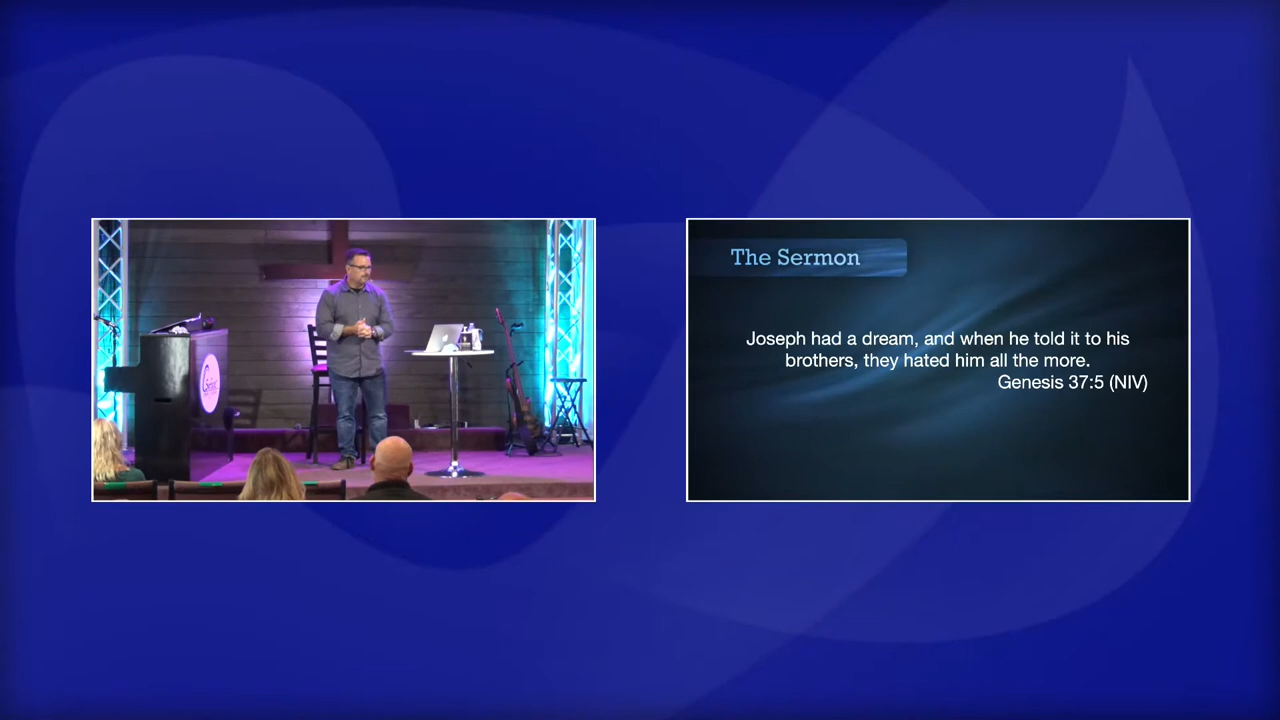 The Sermon
Joseph had a dream, and when he told it to his
brothers, they hated him all the more.
Genesis 37:5 (NIV)